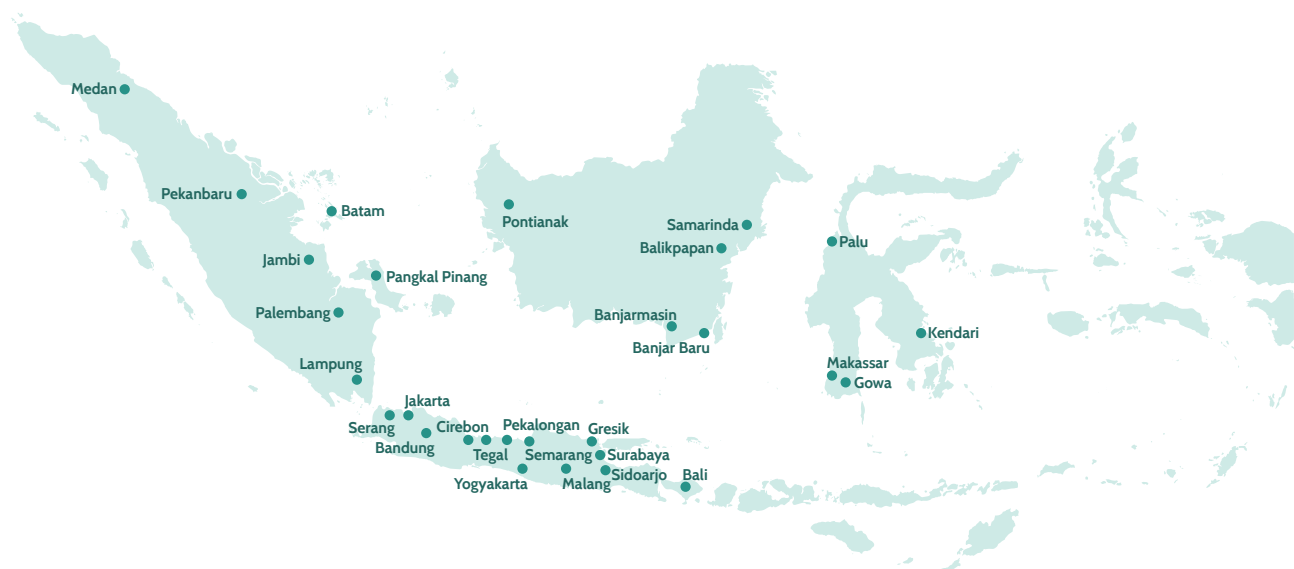 Medan
Pekanbaru
Batam
Pontianak
Samarinda
Palu
Balikpapan
Jambi
Pangkal Pinang
Palembang
Banjarmasin
Kendari
Banjar Baru
Lampung
Makassar
Gowa
Jakarta
Serang
Cirebon
Pekalongan
Gresik
Bandung
Tegal
Semarang
Surabaya
Sidoarjo
Bali
Yogyakarta
Malang